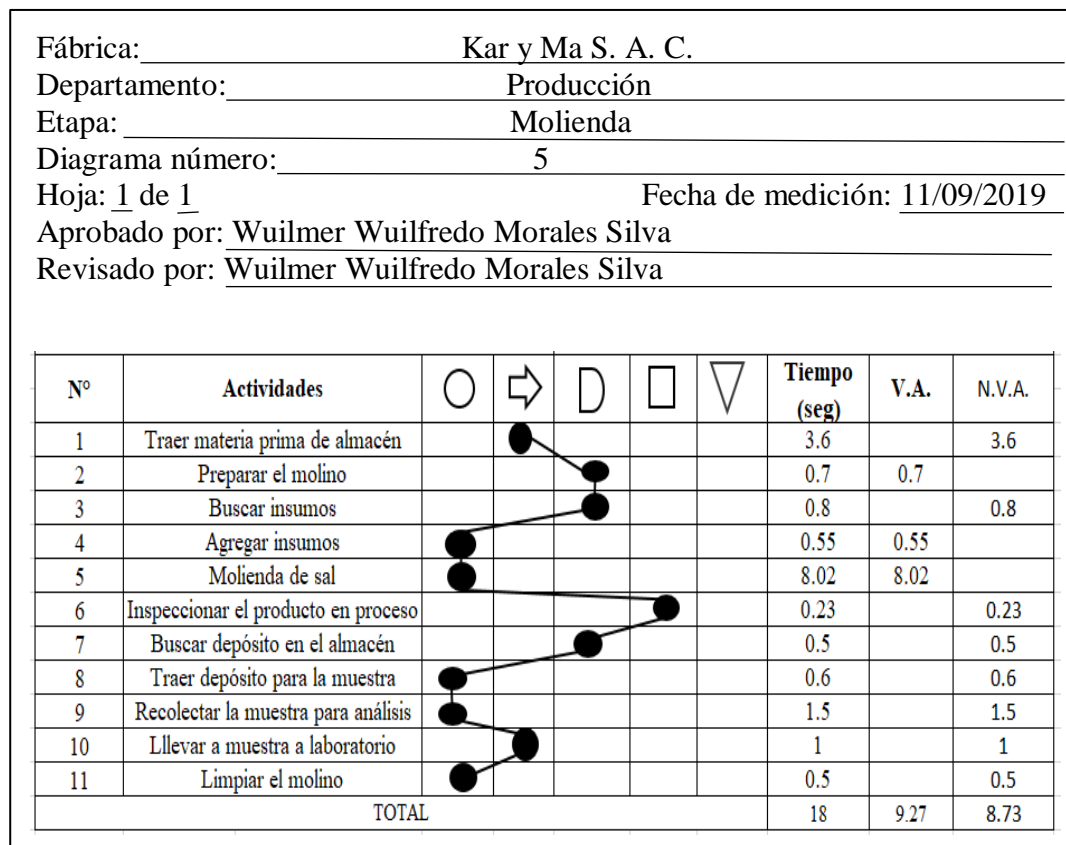 Fábrica: Kar y Ma S. A. C.
Departamento: Producción
Etapa: Molienda
Diagrama número: 5
Hoja: 1 de 1 Fecha de medición: 11/09/2019
Aprobado por: Wuilmer Wuilfredo Morales Silva
Revisado por: Wuilmer Wuilfredo Morales Silva
N° Actividades Tiempo (seg) V.A. N.V.A.
1 Traer materia prima de almacén 3.6 3.6
2 Preparar el molino 0.7 0.7
3 Buscar insumos 0.8 0.8
4 Agregar insumos 0.55 0.55
5 Molienda de sal 8.02 8.02
6 Inspeccionar el producto en proceso 0.23 0.23
7 Buscar depósito en el almacén 0.5 0.5
8 Traer depósito para la muestra 0.6 0.6
9 Recolectar la muestra para análisis 1.5 1.5
10 Lllevar a muestra a laboratorio 1 1
11 Limpiar el molino 0.5 0.5
TOTAL 18 9.27 8.73